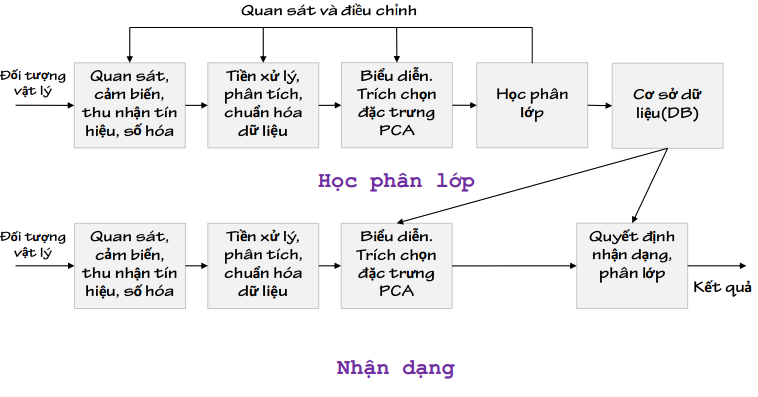 Quan sát và điều chỉnh
Đối tượng
vật lý
Quan sát,
cảm biến,
thu nhận tín
hiệu, số hóa
Tiền xử lý,
phân tích,
chuẩn hóa
dữ liệu
Biểu diễn.
Trích chọn
đặc trưng
PCA
Học phân
lớp
Cơ sở dữ
liệu(DB)
Học phân lớp
Đối tượng
vật lý
Quan sát,
cảm biến,
thu nhận tín
hiệu, số hóa
Tiền xử lý,
phân tích,
chuẩn hóa
dữ liệu
Biểu diễn.
Trích chọn
đặc trưng
PCA
Quyết định
nhận dạng,
phân lớp
Kết quả
Nhận dạng